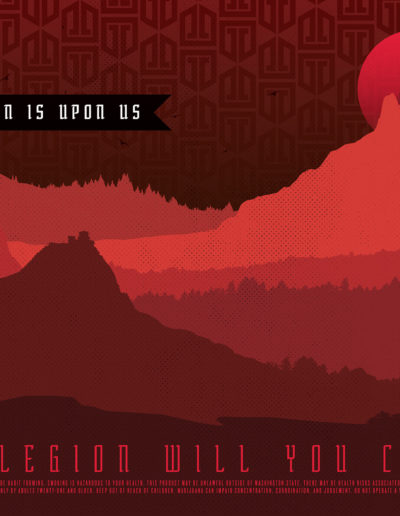 N IS UPON US
LEGION WILL YOU C
HABIT FORMING. SMOKING IS HAZARDOUS TO YOUR HEALTH. THIS PRODUCT MAY BE UNLAWFUL OUTSIDE OF WASHINGTON STATE. THERE MAY BE HEALTH RISKS ASSOCIATED
ONLY BY ADULTS TWENTY-ONE AND OLDER. KEEP OUT OF REACH OF CHILDREN. MARIJUANA CAN IMPAIR CONCENTRATION, COORDINATION, AND JUDGEMENT. DO NOT OPERATE A